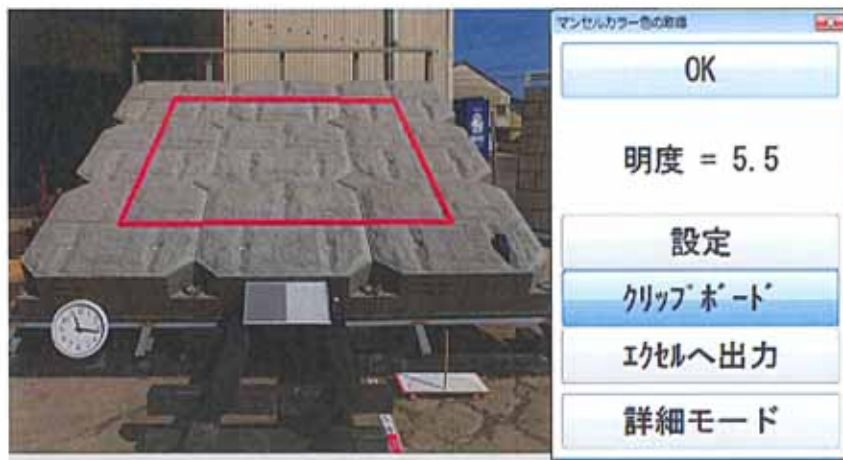 マンセルカラー色の取得
OK
明度 = 5.5
設定
クリップボード
エクセルへ出力
詳細モード